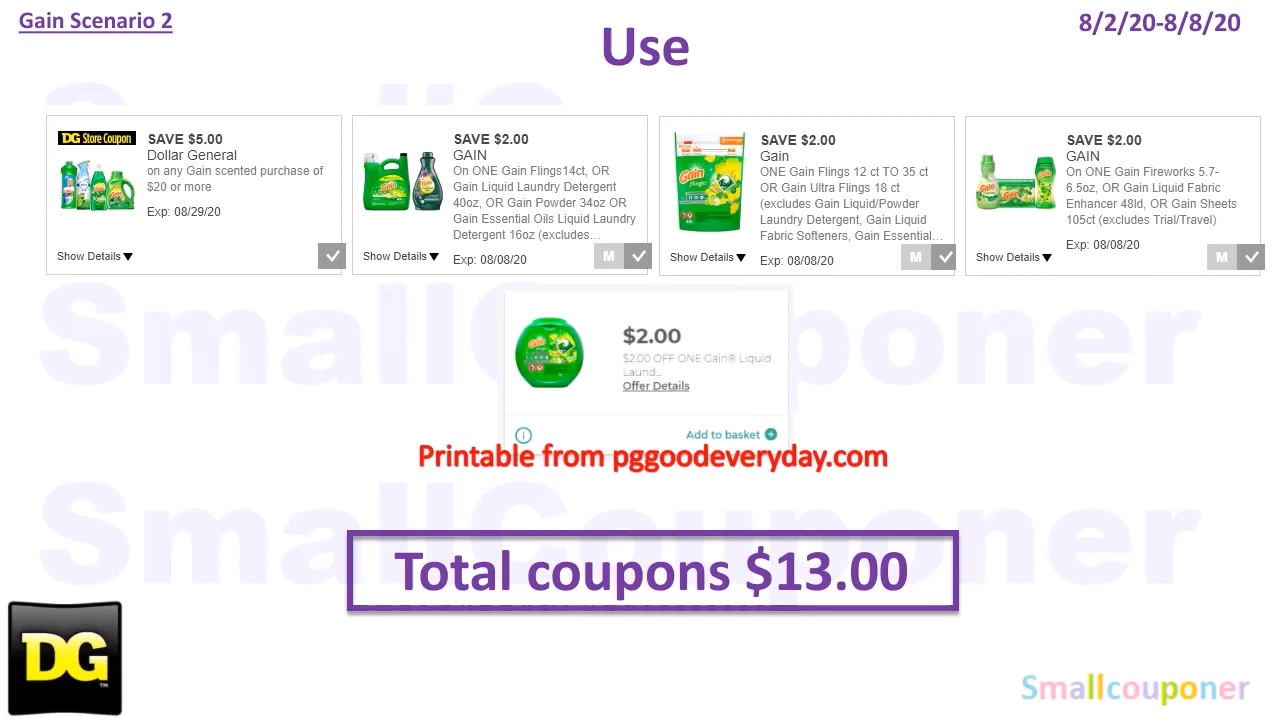 Gain Scenario 2
8/2/20-8/8/20
Use
DG Store Coupon
SAVE $5.00
Dollar General
on any Gain scented purchase of
$20 or more
Exp: 08/29/20
Show Details ▼
SAVE $2.00
GAIN
On ONE Gain Flings14ct, OR
Gain Liquid Laundry Detergent
40oz, OR Gain Powder 34oz OR
Gain Essential Oils Liquid Laundry
Detergent 16oz (excludes...
Show Details ▼
Exp: 08/08/20
M
SAVE $2.00
Gain
ONE Gain Flings 12 ct TO 35 ct
OR Gain Ultra Flings 18 ct
(excludes Gain Liquid/Powder
Laundry Detergent, Gain Liquid
Fabric Softeners, Gain Essential...
Show Details ▼
Exp: 08/08/20
M
SAVE $2.00
GAIN
On ONE Gain Fireworks 5.7-
6.5oz, OR Gain Liquid Fabric
Enhancer 48ld, OR Gain Sheets
105ct (excludes Trial/Travel)
Exp: 08/08/20
Show Details ▼
M
$2.00
$2.00 OFF ONE Gain® Liquid
Laund...
Offer Details
Add to basket
Printable from pggoodeveryday.com
SmallCouponer
SmallCouponer
Total coupons $13.00
DG™
Smallcouponer